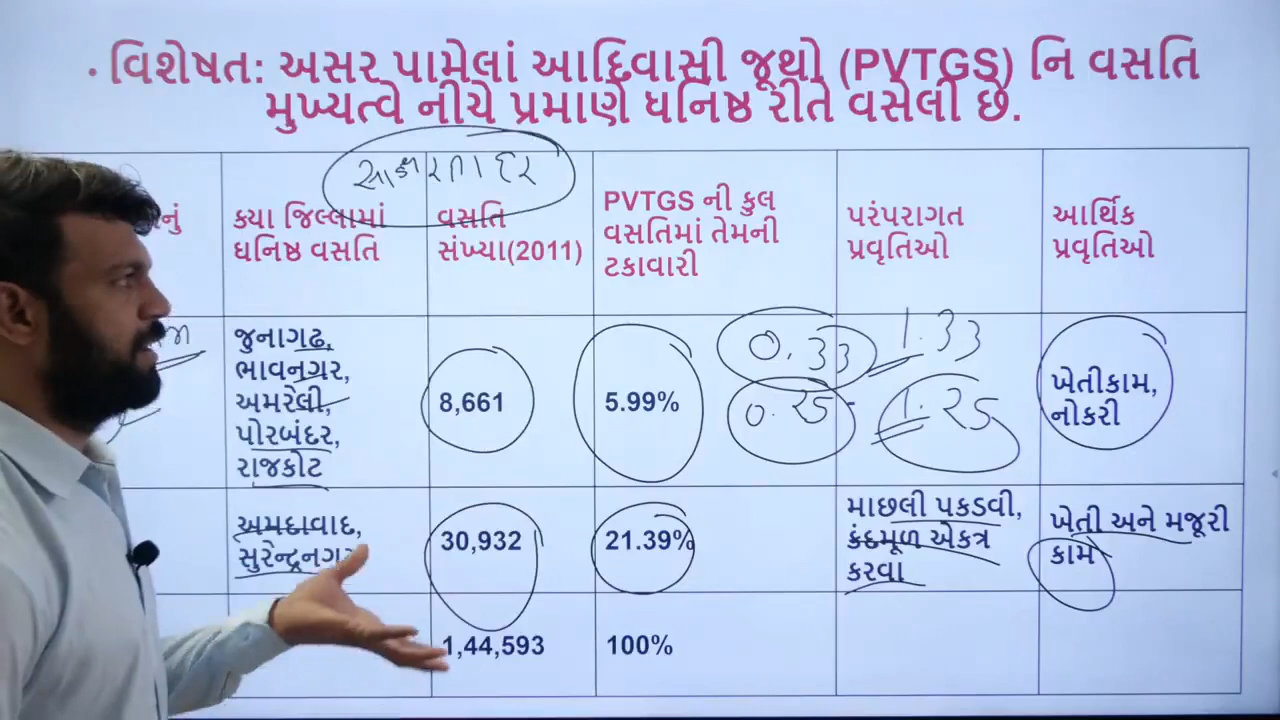 • વિશેષત: અસર પામેલાં આદિવાસી જૂથો (PVTGS) નિ વસતિ
મુખ્યત્વે નીચે પ્રમાણે ઘનિષ્ઠ રીતે વસેલી છે.
સાક્ષરતા દર
નું
કયા જિલ્લામાં
ઘનિષ્ઠ વસતિ
વસતિ
સંખ્યા(2011)
PVTGS ની કુલ
વસતિમાં તેમની
ટકાવારી
પરંપરાગત
પ્રવૃતિઓ
આર્થિક
પ્રવૃતિઓ
જુનાગઢ,
ભાવનગર,
અમરેલી,
પોરબંદર,
રાજકોટ
8,661
5.99%
0.33
1.33
0.25
1.25
ખેતીકામ,
નોકરી
અમદાવાદ,
સુરેન્દ્રનગર
30,932
21.39%
માછલી પકડવી,
કંદમૂળ એકત્ર
કરવા
ખેતી અને મજૂરી
કામ
1,44,593
100%